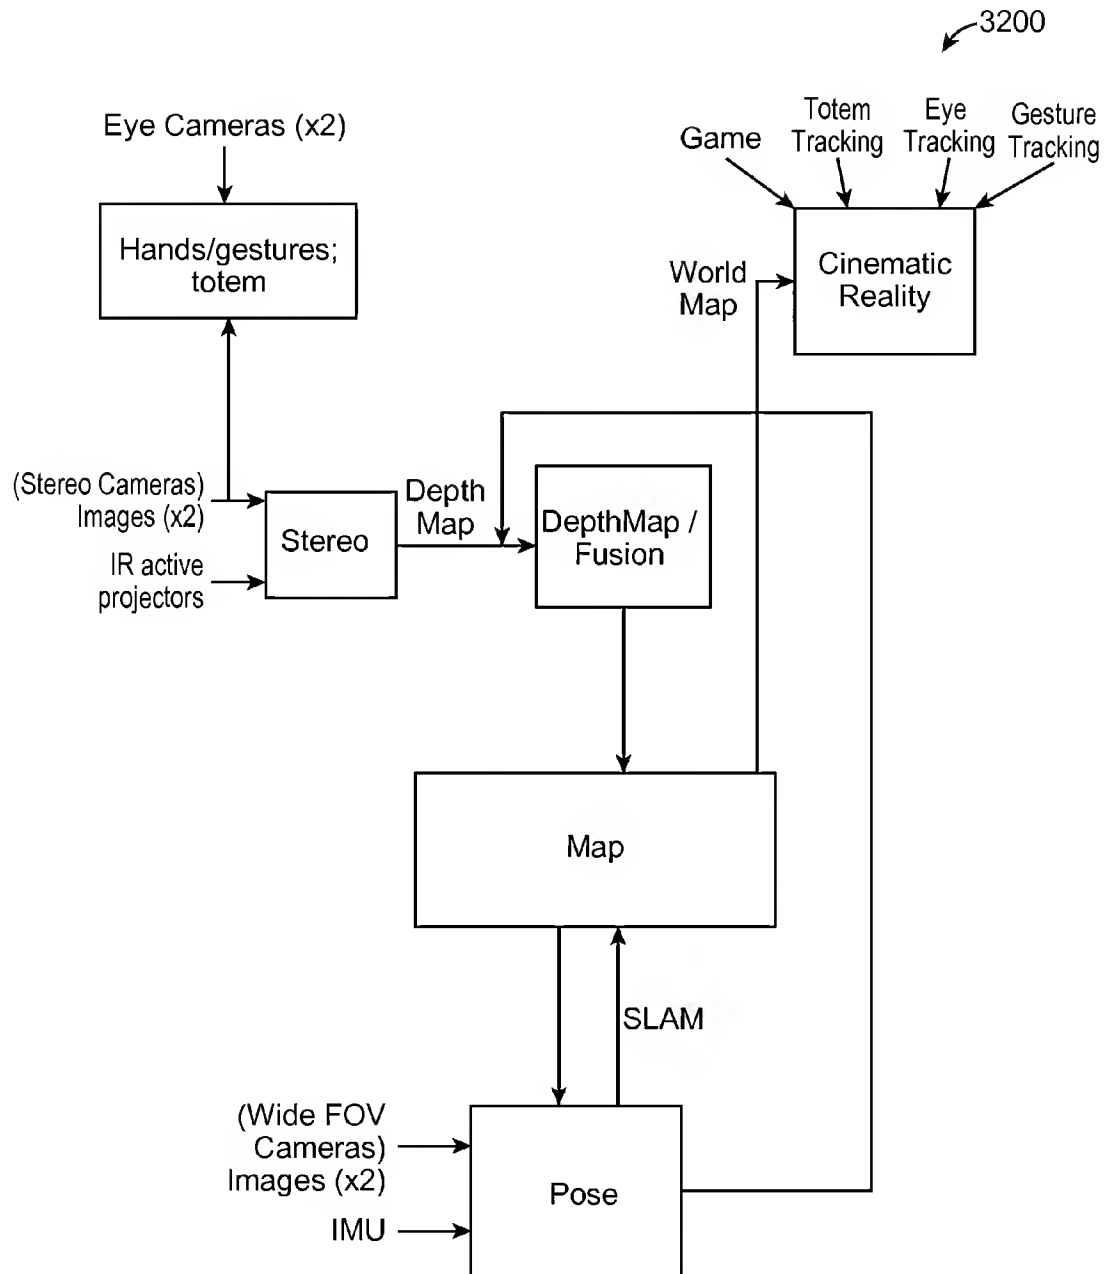 3200
Eye Cameras (x2)
Hands/gestures;
totem
Game
Totem
Tracking
Eye
Tracking
Gesture
Tracking
World
Map
Cinematic
Reality
(Stereo Cameras)
Images (x2)
IR active
projectors
Stereo
Depth
Map
DepthMap /
Fusion
Map
SLAM
(Wide FOV
Cameras)
Images (x2)
IMU
Pose